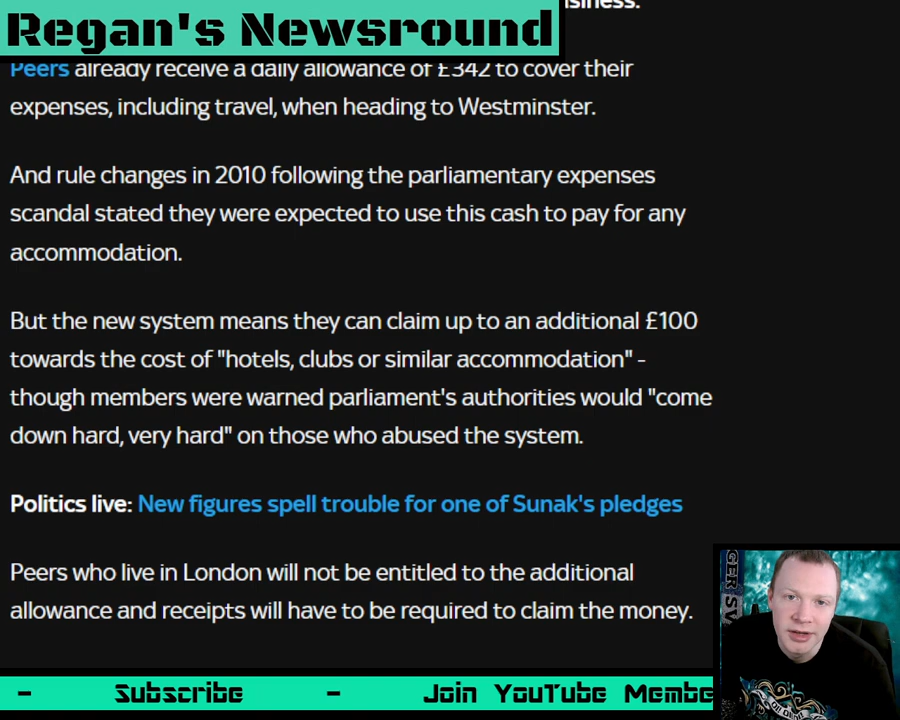 siness.
Regan's Newsround
Peers already receive a daily allowance of £342 to cover their
expenses, including travel, when heading to Westminster.
And rule changes in 2010 following the parliamentary expenses
scandal stated they were expected to use this cash to pay for any
accommodation.
But the new system means they can claim up to an additional £100
towards the cost of "hotels, clubs or similar accommodation" -
though members were warned parliament's authorities would "come
down hard, very hard" on those who abused the system.
Politics live: New figures spell trouble for one of Sunak's pledges
Peers who live in London will not be entitled to the additional
allowance and receipts will have to be required to claim the money.
- Subscribe - Join YouTube Membe